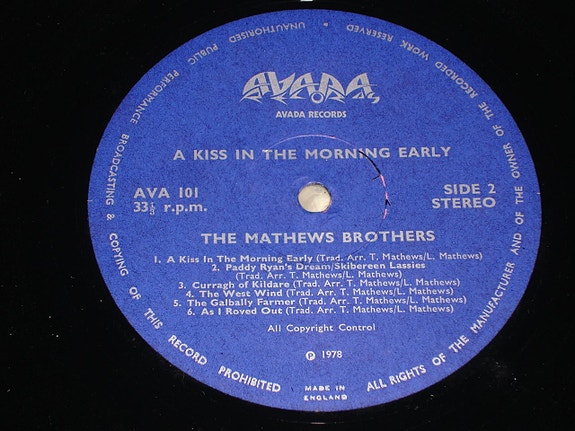 AVADA
AVADA RECORDS
A KISS IN THE MORNING EARLY
AVA 101
33⅓ r.p.m.
SIDE 2
STEREO
THE MATHEWS BROTHERS
1. A Kiss In The Morning Early (Trad. Arr. T. Mathews/L. Mathews)
2. Paddy Ryan's Dream/Skibereen Lassies
(Trad. Arr. T. Mathews/L. Mathews)
3. Curragh of Kildare (Trad. Arr. T. Mathews/L. Mathews)
4. The West Wind (Trad. Arr. T. Mathews/L. Mathews)
5. The Galbally Farmer (Trad. Arr. T. Mathews/L. Mathews)
6. As I Roved Out (Trad. Arr. T. Mathews/L. Mathews)
All Copyright Control
℗ 1978
MADE IN
ENGLAND
ALL RIGHTS OF THE MANUFACTURER AND OF THE OWNER OF THE RECORDED WORK RESERVED
UNAUTHORISED PUBLIC PERFORMANCE BROADCASTING & COPYING OF THIS RECORD PROHIBITED